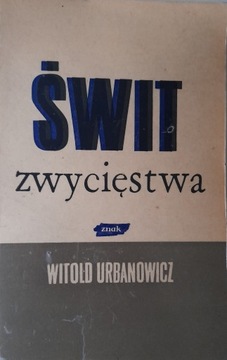 ŚWIT
zwycięstwa
znak
WITOLD URBANOWICZ